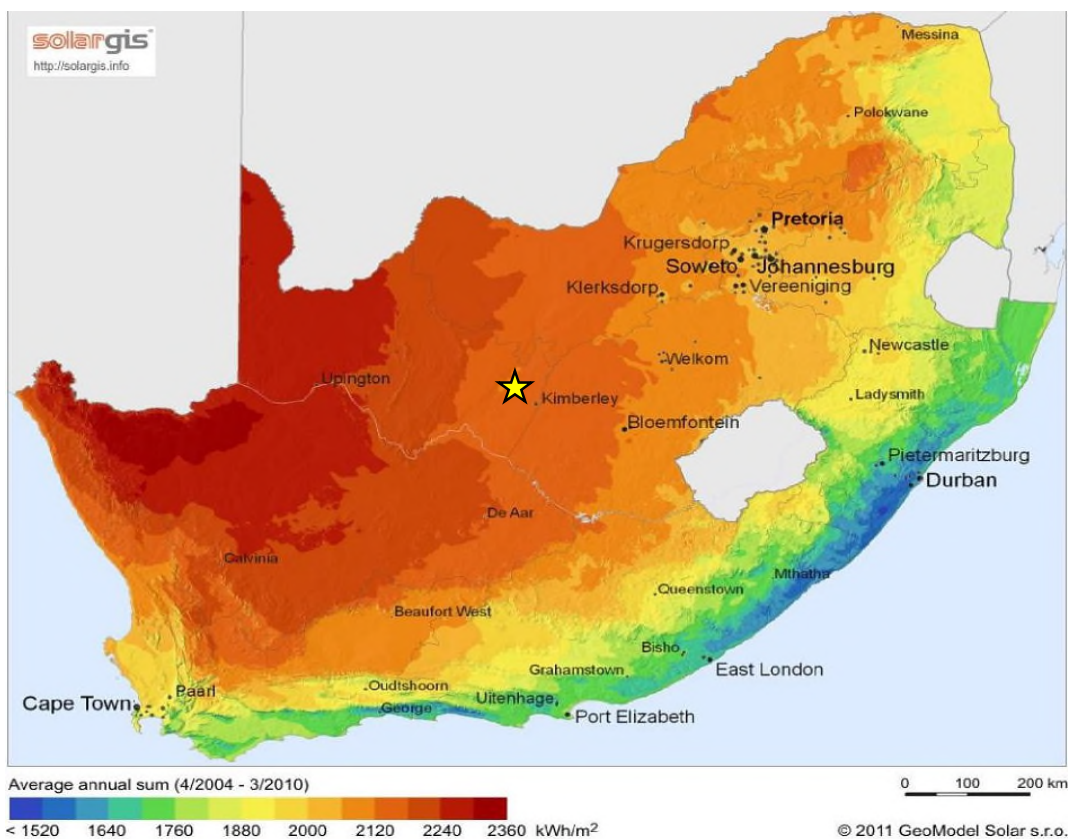 solargis
http://solargis.info
Messina
Polokwane
Pretoria
Krugersdorp
Soweto
Johannesburg
Klerksdorp
Vereeniging
Newcastle
Welkom
Upington
Kimberley
Ladysmith
Bloemfontein
Pietermaritzburg
Durban
De Aar
Calvinia
Mthatha
Queenstown
Beaufort West
Bisho
East London
Grahamstown
Oudtshoorn
Paarl
Uitenhage
Cape Town
George
Port Elizabeth
Average annual sum (4/2004 - 3/2010)
0 100 200 km
< 1520 1640 1760 1880 2000 2120 2240 2360 kWh/m²
© 2011 GeoModel Solar s.r.o.